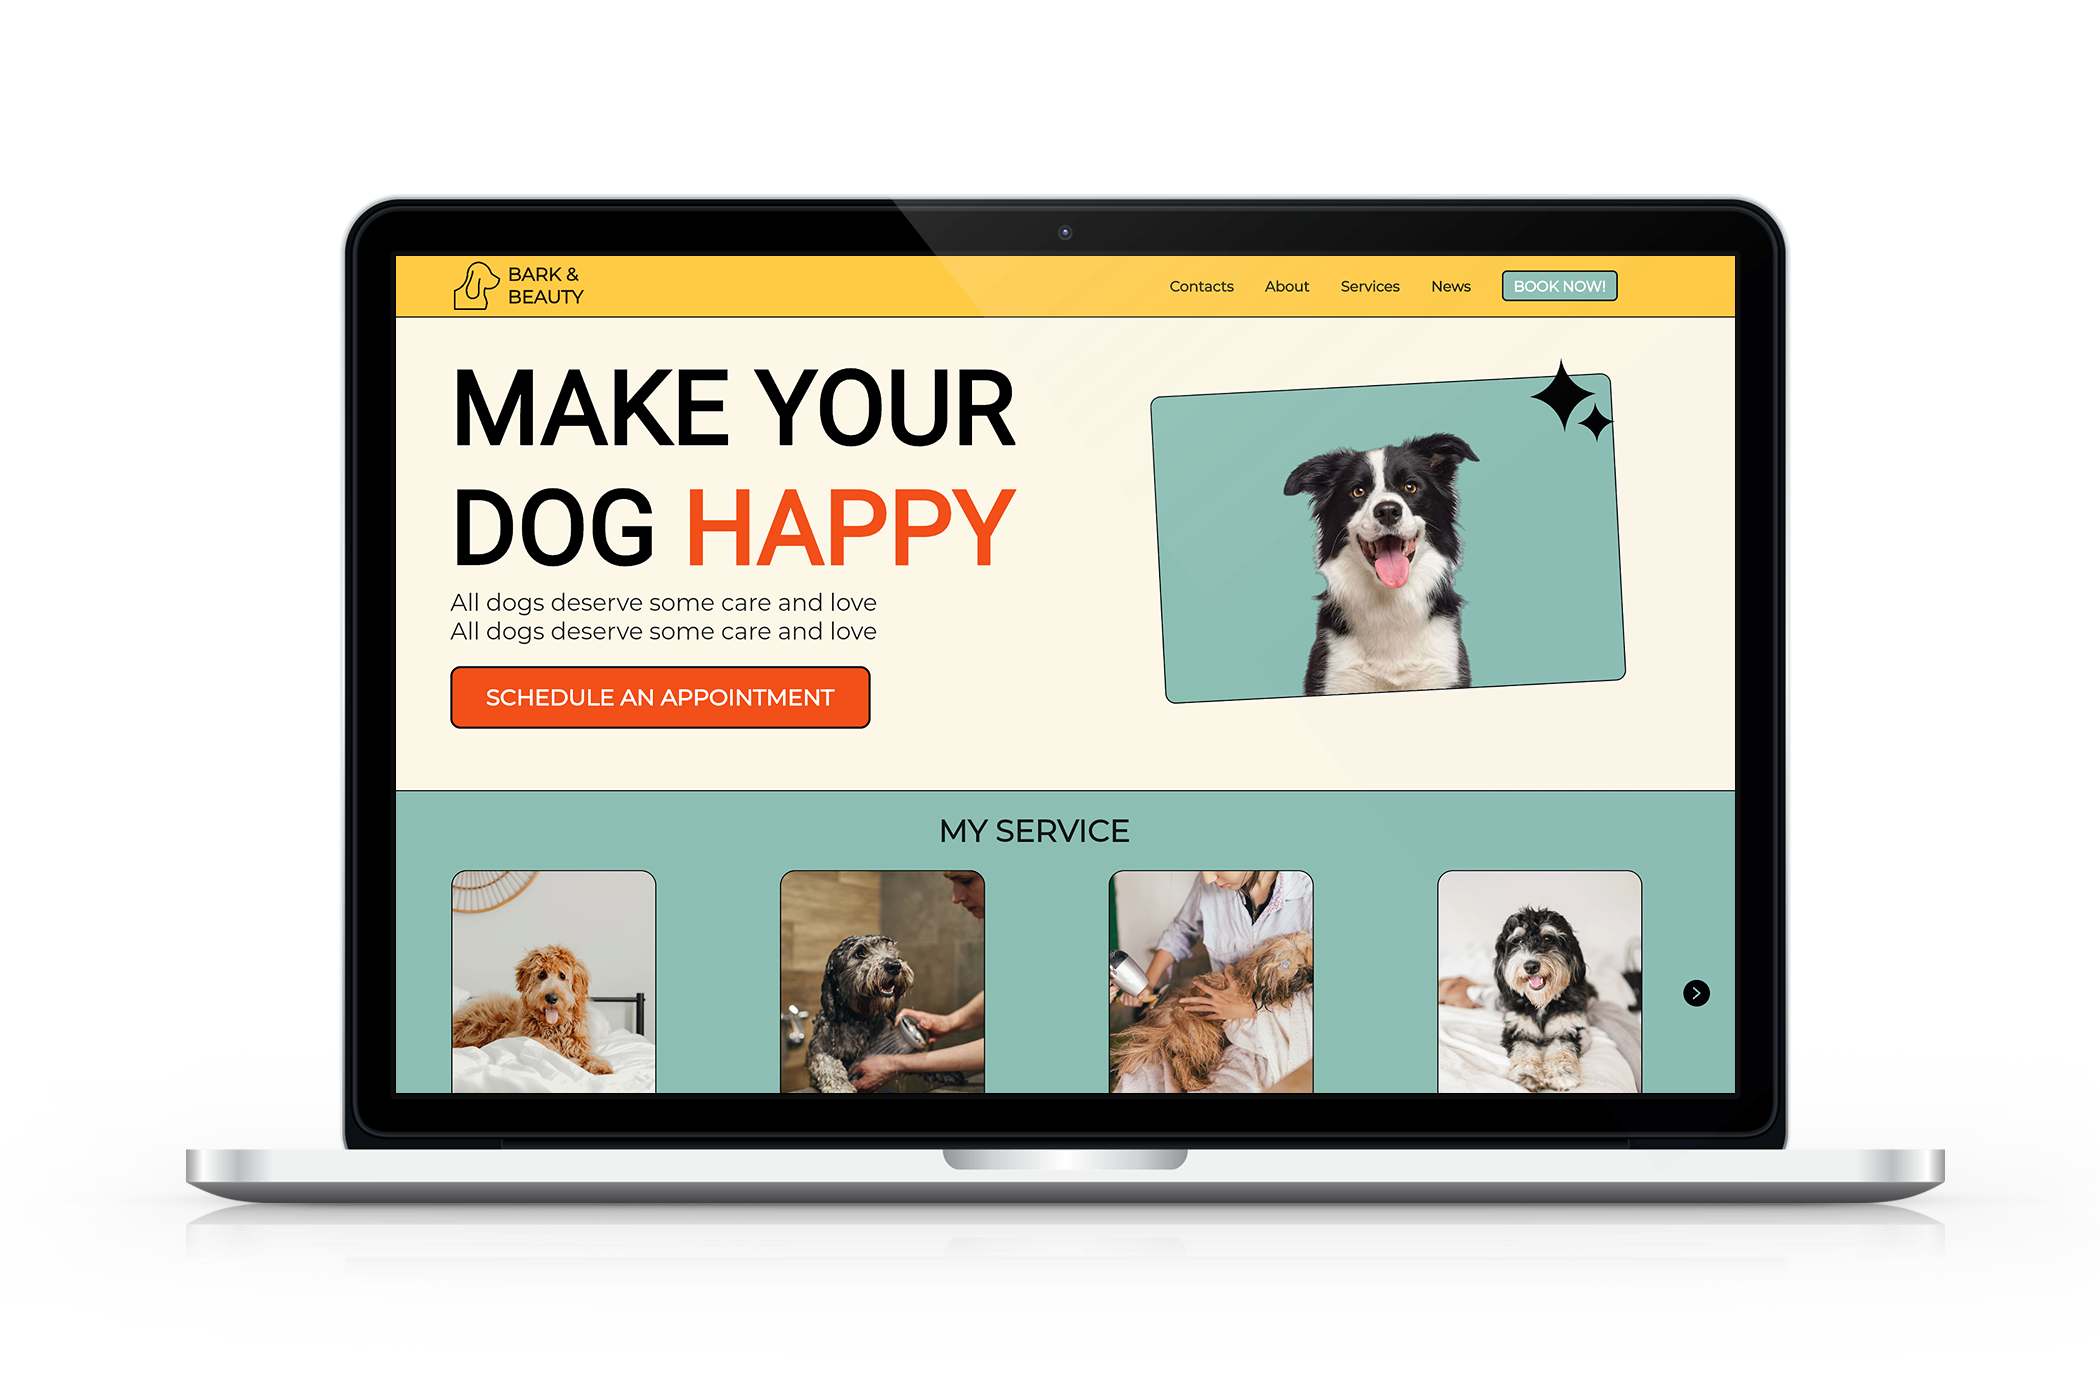 BARK &
BEAUTY
Contacts About Services News BOOK NOW!
MAKE YOUR
DOG HAPPY
All dogs deserve some care and love
All dogs deserve some care and love
SCHEDULE AN APPOINTMENT
MY SERVICE